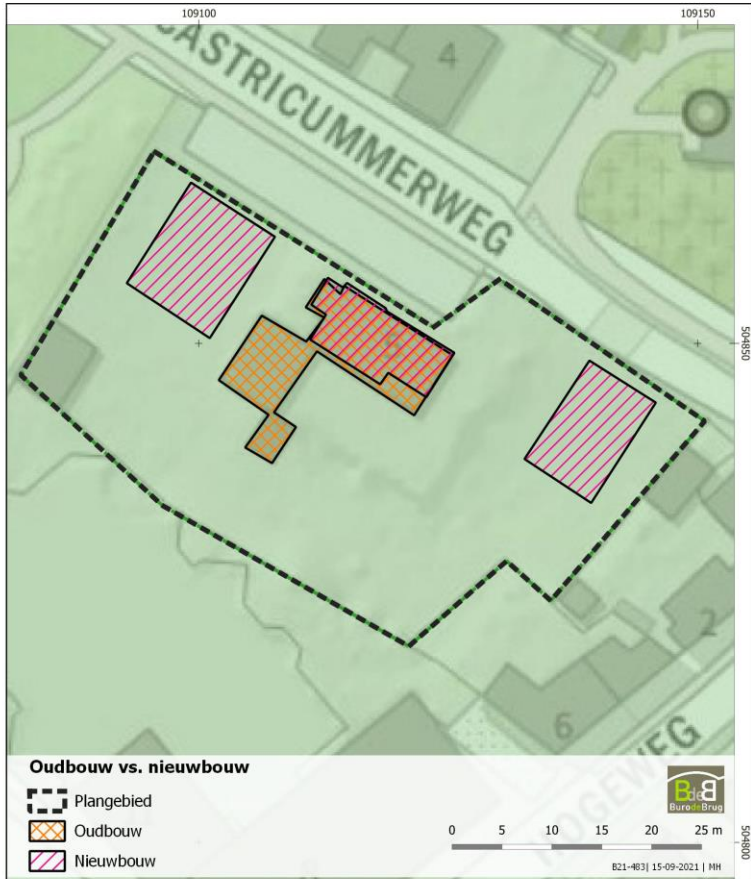 109100
109150
4
CASTRICUMMERWEG
504850
5
2
6
HOGEWEG
Oudbouw vs. nieuwbouw
Plangebied
Oudbouw
Nieuwbouw
BdeB
BurodeBrug
0 5 10 15 20 25 m
504800
B21-483| 15-09-2021 | MH